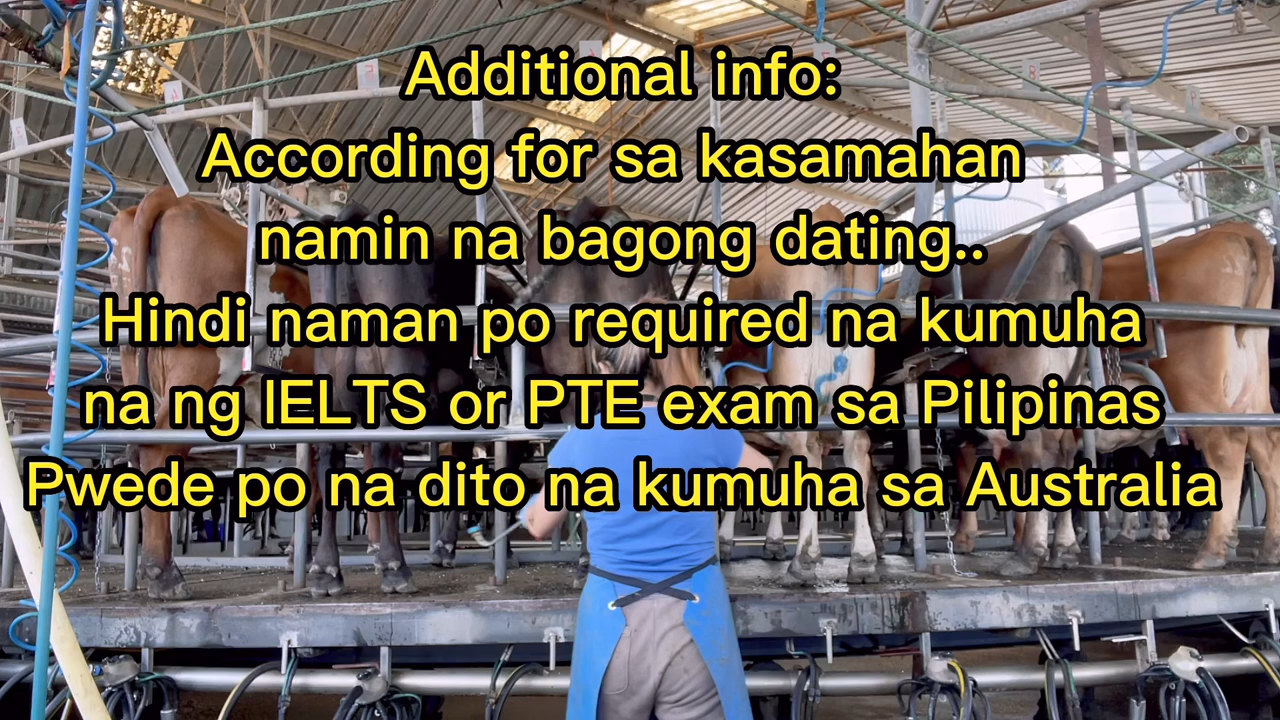 Additional info:
According for sa kasamahan
namin na bagong dating..
Hindi naman po required na kumuha
na ng IELTS or PTE exam sa Pilipinas
Pwede po na dito na kumuha sa Australia